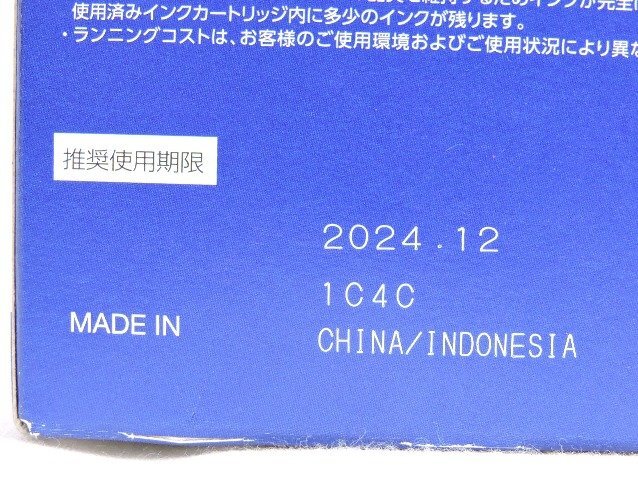 使用済みインクカートリッジ内に多少のインクが残ります。
・ランニングコストは、お客様のご使用環境およびご使用状況により異な
推奨使用期限
2024.12
1C4C
MADE IN
CHINA/INDONESIA